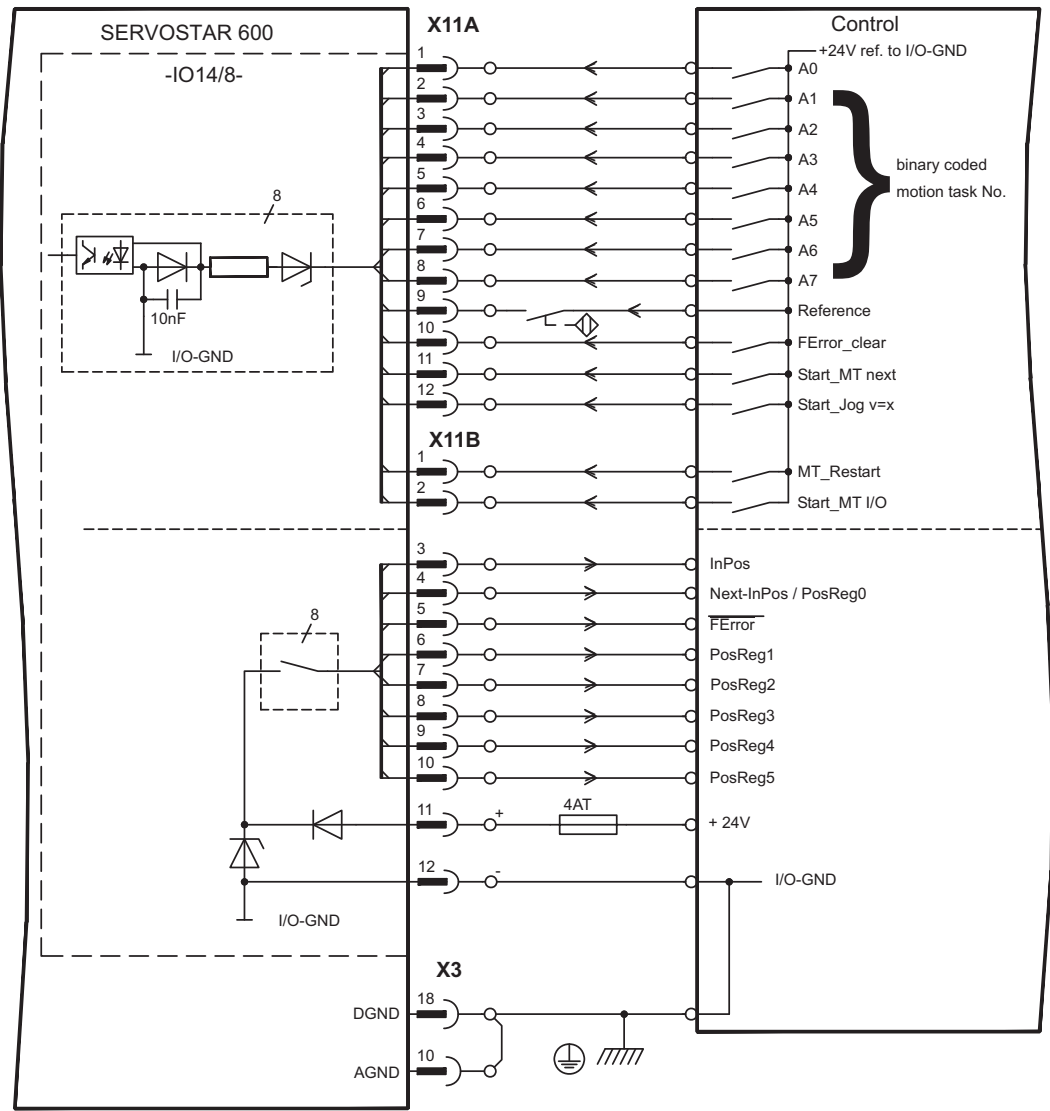 SERVOSTAR 600
-IO14/8-
8
10nF
I/O-GND
X11A
1
2
3
4
5
6
7
8
9
10
11
12
Control
+24V ref. to I/O-GND
A0
A1
A2
A3
A4
A5
A6
A7
binary coded
motion task No.
Reference
FError_clear
Start_MT next
Start_Jog v=x
X11B
1
2
MT_Restart
Start_MT I/O
8
3
4
5
6
7
8
9
10
11
12
InPos
Next-InPos / PosReg0
FError
PosReg1
PosReg2
PosReg3
PosReg4
PosReg5
+
4AT
+ 24V
-
I/O-GND
I/O-GND
X3
DGND
18
AGND
10